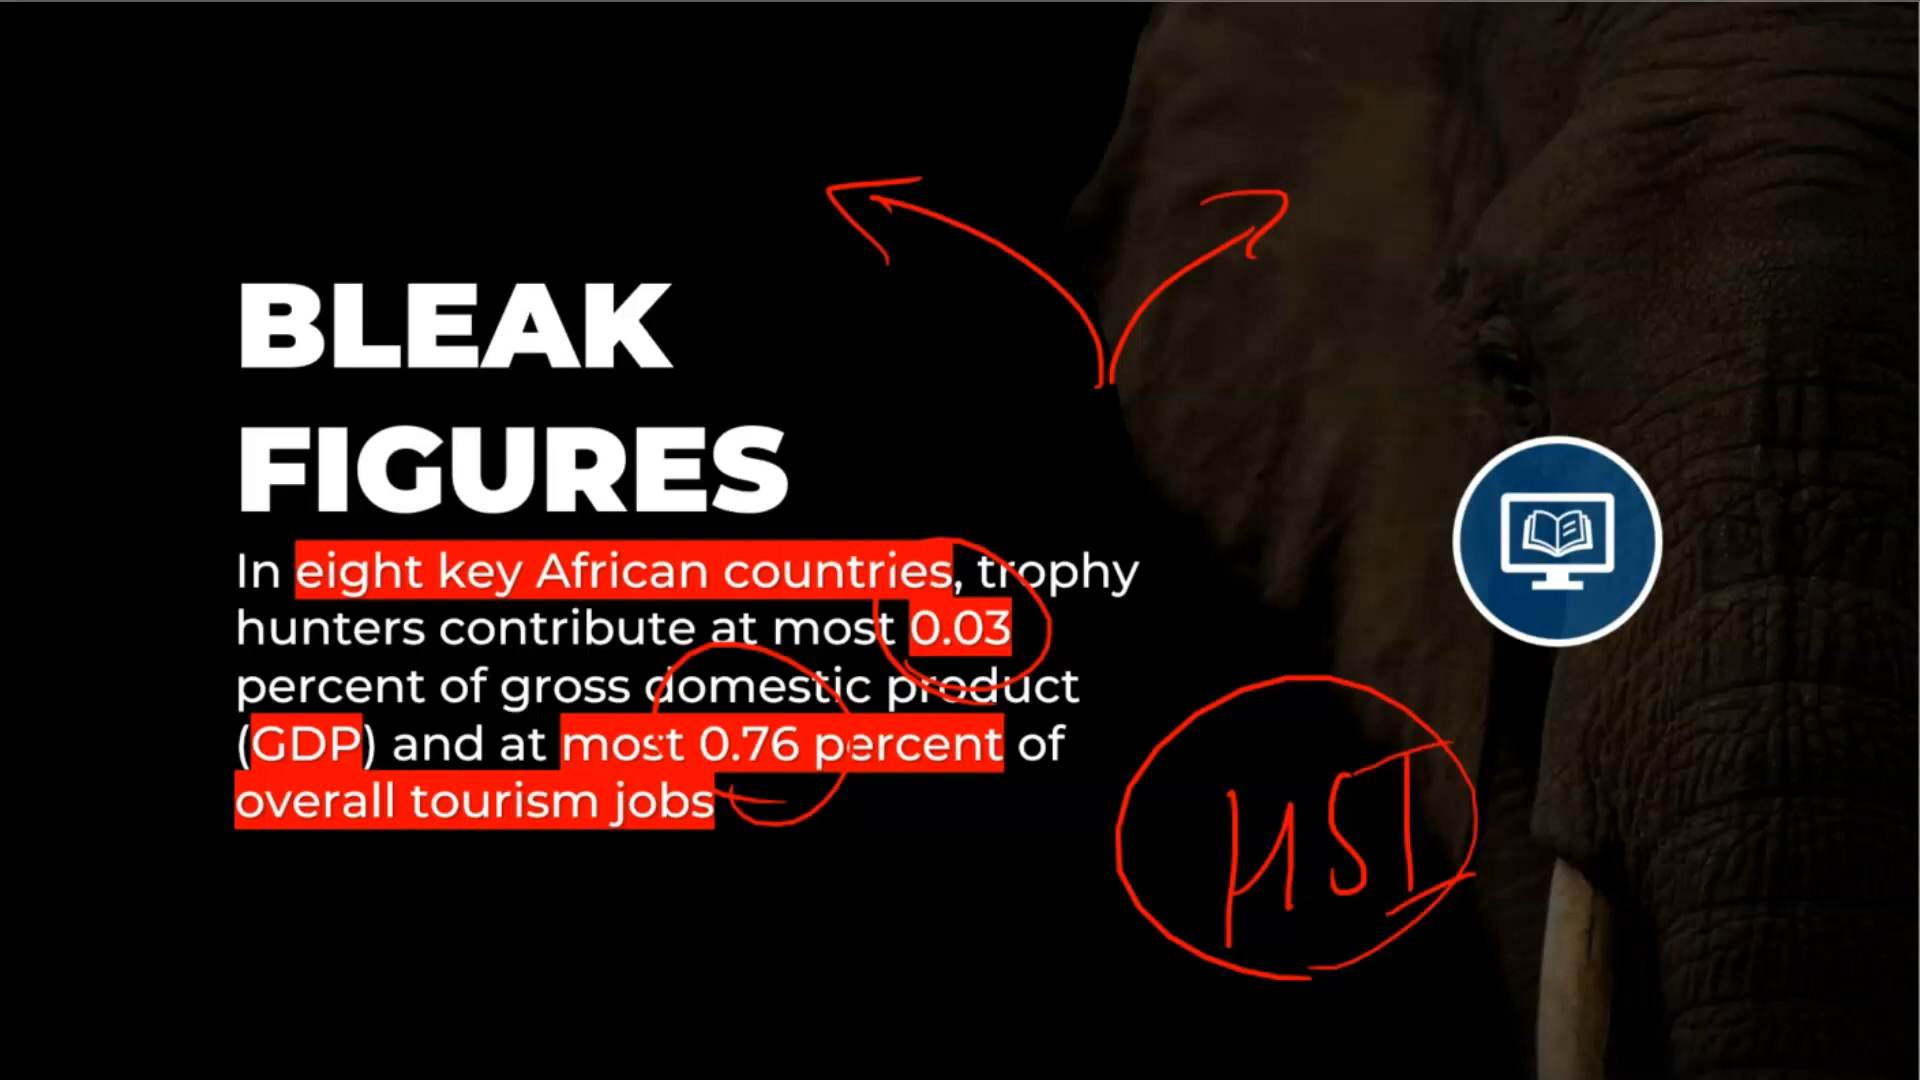 BLEAK
FIGURES
In eight key African countries, trophy
hunters contribute at most 0.03
percent of gross domestic product
(GDP) and at most 0.76 percent of
overall tourism jobs
HSI